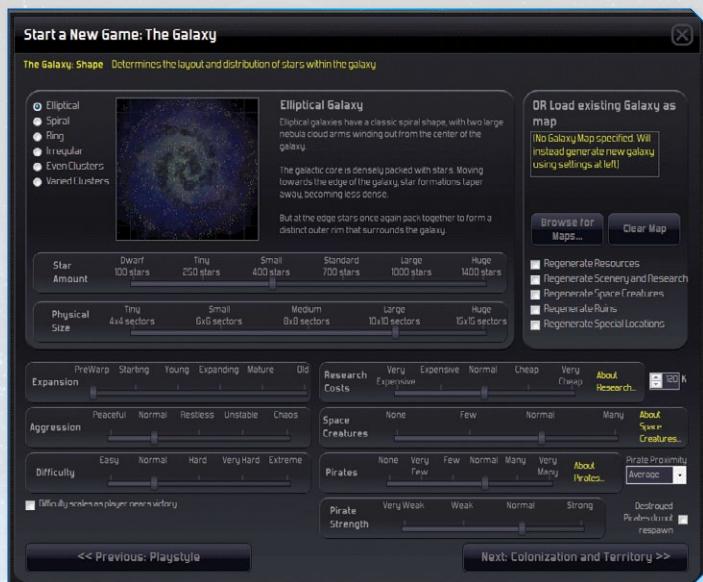 Start a New Game: The Galaxy
The Galaxy: Shape Determines the layout and distribution of stars within the galaxy
Elliptical
Spiral
Ring
Irregular
Even Clusters
Varied Clusters
Elliptical Galaxy
Elliptical galaxies have a classic spiral shape, with two large
nebula cloud arms winding out from the center of the
galaxy.
The galactic core is densely packed with stars. Moving
towards the edge of the galaxy, star formations taper
away, becoming less dense.
But at the edge stars once again pack together to form a
distinct outer rim that surrounds the galaxy.
OR Load existing Galaxy as
map
(No Galaxy Map specified. Will
instead generate new galaxy
using settings at left)
Browse for
Maps...
Clear Map
Regenerate Resources
Regenerate Scenery and Research
Regenerate Space Creatures
Regenerate Ruins
Regenerate Special Locations
Star
Amount
Dwarf Tiny Small Standard Large Huge
100 stars 250 stars 400 stars 700 stars 1000 stars 1400 stars
Physical
Size
Tiny Small Medium Large Huge
4x4 sectors 6x6 sectors 8x8 sectors 10x10 sectors 15x15 sectors
Expansion
PreWarp Starting Young Expanding Mature Old
Research
Costs
Very
Expensive
Expensive Normal Cheap Very
Cheap
About
Research...
120 K
Aggression
Peaceful Normal Restless Unstable Chaos
Space
Creatures
None Few Normal Many
About
Space
Creatures...
Difficulty
Easy Normal Hard Very Hard Extreme
Pirates
None Very
Few
Few Normal Many Very
Many
About
Pirates...
Pirate Proximity
Average
Difficulty scales as player nears victory
Pirate
Strength
Very Weak Weak Normal Strong
Destroyed
Pirates do not
respawn
<< Previous: Playstyle
Next: Colonization and Territory >>